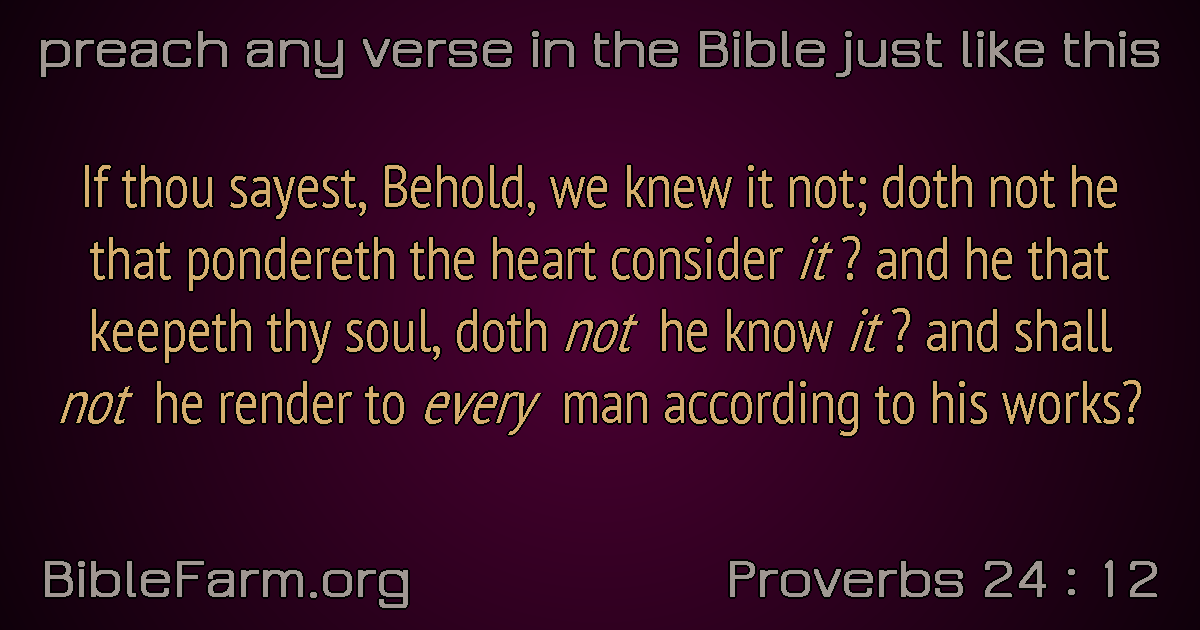 preach any verse in the Bible just like this
If thou sayest, Behold, we knew it not; doth not he
that pondereth the heart consider it ? and he that
keepeth thy soul, doth not he know it ? and shall
not he render to every man according to his works?
BibleFarm.org
Proverbs 24 : 12